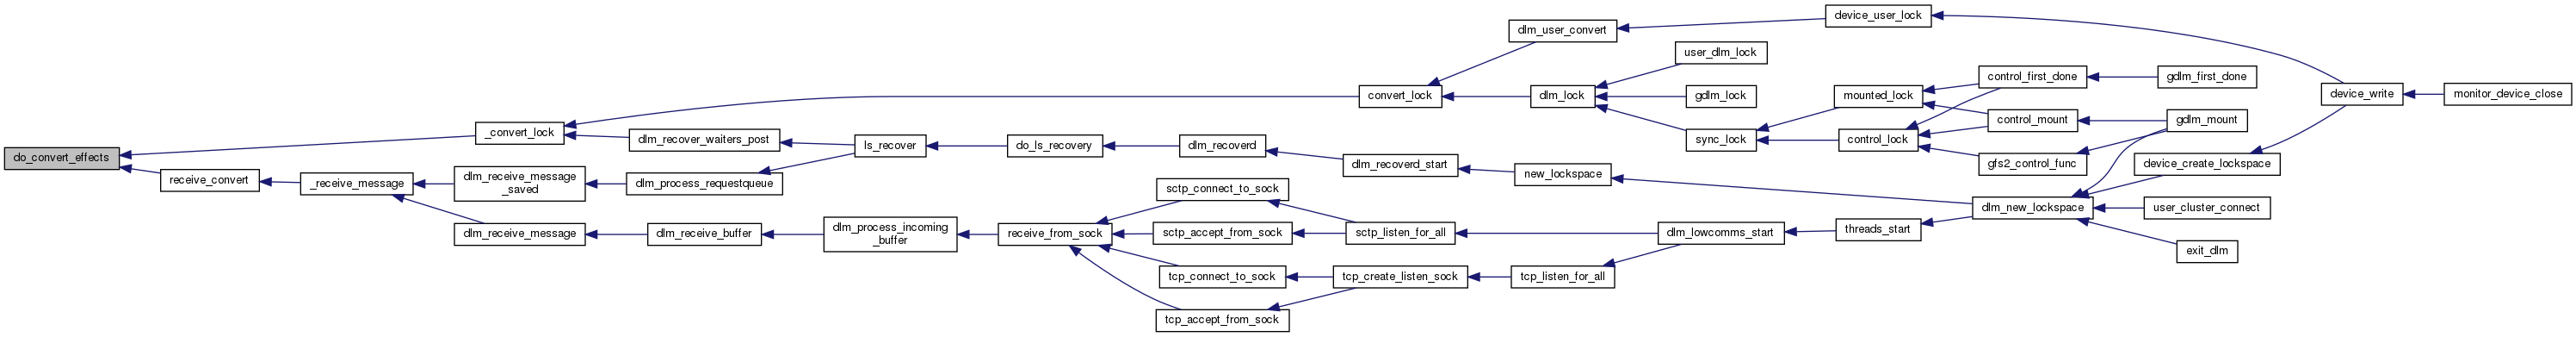 do_convert_effects
_convert_lock
receive_convert
_receive_message
dlm_receive_message
_saved
dlm_receive_message
dlm_recover_waiters_post
dlm_process_requestqueue
dlm_receive_buffer
ls_recover
dlm_process_incoming
_buffer
do_ls_recovery
receive_from_sock
dlm_recoverd
sctp_connect_to_sock
sctp_accept_from_sock
tcp_connect_to_sock
tcp_accept_from_sock
convert_lock
dlm_recoverd_start
sctp_listen_for_all
tcp_create_listen_sock
dlm_user_convert
dlm_lock
new_lockspace
tcp_listen_for_all
user_dlm_lock
gdlm_lock
sync_lock
dlm_lowcomms_start
device_user_lock
mounted_lock
control_lock
threads_start
control_first_done
control_mount
gfs2_control_func
dlm_new_lockspace
gdlm_first_done
gdlm_mount
device_create_lockspace
user_cluster_connect
exit_dlm
device_write
monitor_device_close